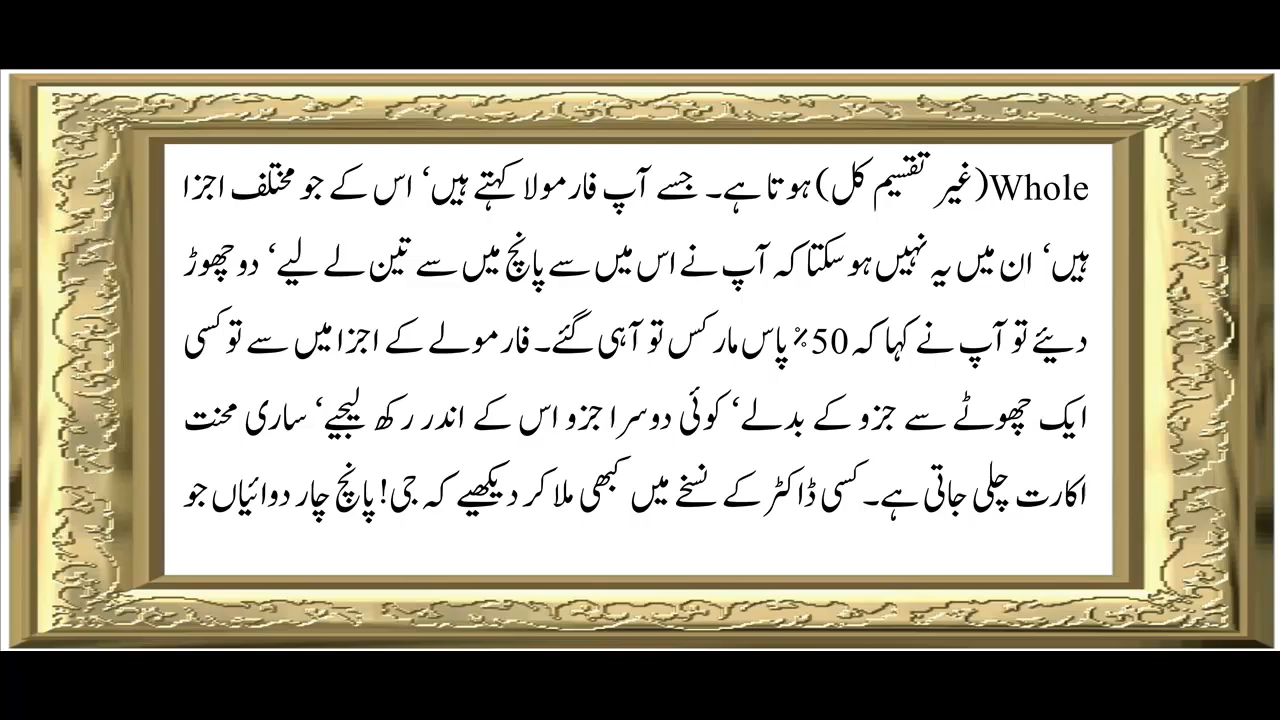 Whole(غیر تقسیم کل) ہوتا ہے۔ جسے آپ فارمولا کہتے ہیں‘ اس کے جو مختلف اجزا
ہیں‘ ان میں یہ نہیں ہو سکتا کہ آپ نے اس میں سے پانچ میں سے تین لے لیے‘ دو چھوڑ
دیئے تو آپ نے کہا کہ 50% پاس مارکس تو آہی گئے۔ فارمولے کے اجزا میں سے تو کسی
ایک چھوٹے سے جزو کے بدلے‘ کوئی دوسرا جزو اس کے اندر رکھ لیجیے‘ ساری محنت
اکارت چلی جاتی ہے۔ کسی ڈاکٹر کے نسخے میں کبھی ملا کر دیکھیے کہ جی! پانچ چار دوائیاں جو